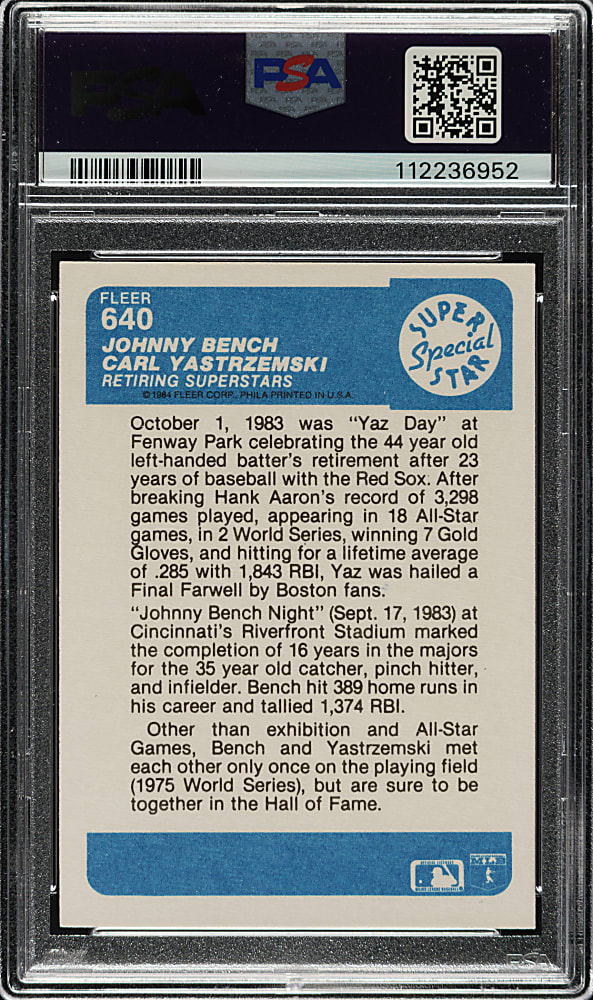 PSA
PSA
112236952
FLEER
640
JOHNNY BENCH
CARL YASTRZEMSKI
RETIRING SUPERSTARS
© 1984 FLEER CORP., PHILA PRINTED IN U.S.A.
SUPER
Special
STAR
October 1, 1983 was "Yaz Day" at
Fenway Park celebrating the 44 year old
left-handed batter's retirement after 23
years of baseball with the Red Sox. After
breaking Hank Aaron's record of 3,298
games played, appearing in 18 All-Star
games, in 2 World Series, winning 7 Gold
Gloves, and hitting for a lifetime average
of .285 with 1,843 RBI, Yaz was hailed a
Final Farwell by Boston fans.
"Johnny Bench Night" (Sept. 17, 1983) at
Cincinnati's Riverfront Stadium marked
the completion of 16 years in the majors
for the 35 year old catcher, pinch hitter,
and infielder. Bench hit 389 home runs in
his career and tallied 1,374 RBI.
Other than exhibition and All-Star
Games, Bench and Yastrzemski met
each other only once on the playing field
(1975 World Series), but are sure to be
together in the Hall of Fame.
PSA